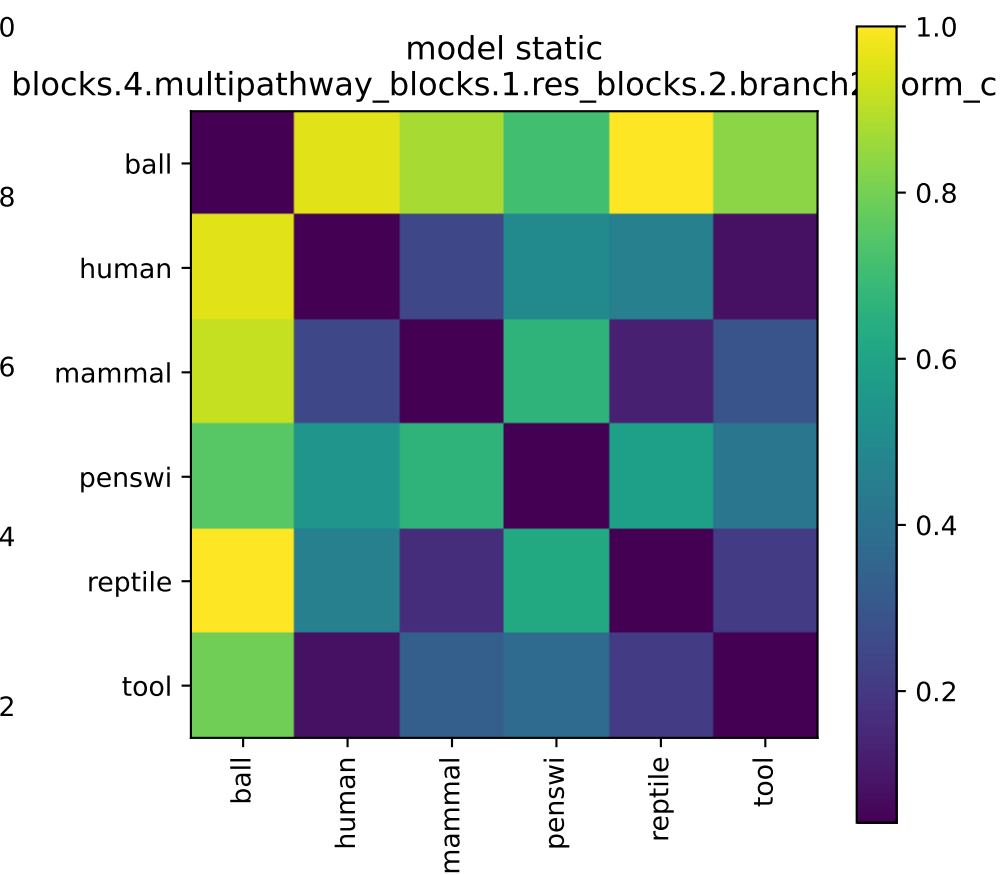 model static
blocks.4.multipathway_blocks.1.res_blocks.2.branch2 orm_c
ball
human
mammal
penswi
reptile
tool
ball
human
mammal
penswi
reptile
tool
1.0
0.8
0.6
0.4
0.2
0
8
6
4
2